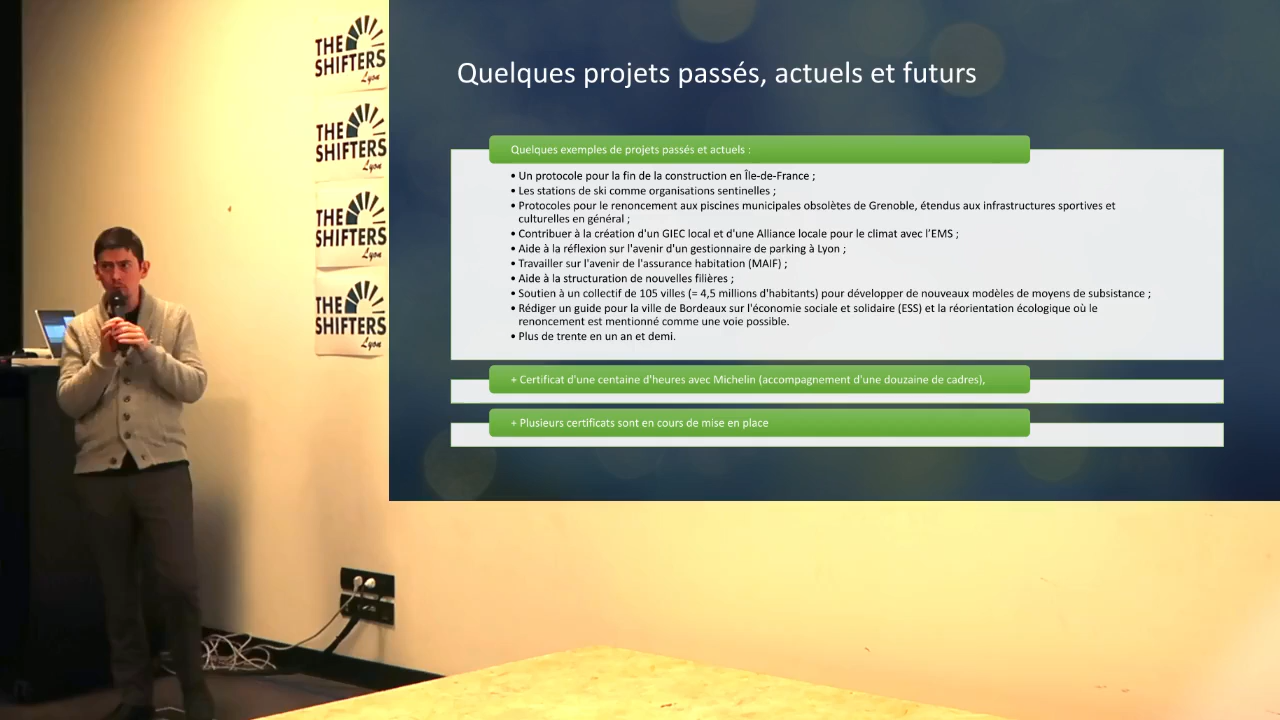 THE
SHIFTERS
Lyon
THE
SHIFTERS
Lyon
THE
SHIFTERS
Lyon
THE
SHIFTERS
Lyon
Quelques projets passés, actuels et futurs
Quelques exemples de projets passés et actuels :
• Un protocole pour la fin de la construction en Île-de-France ;
• Les stations de ski comme organisations sentinelles ;
• Protocoles pour le renoncement aux piscines municipales obsolètes de Grenoble, étendus aux infrastructures sportives et
culturelles en général ;
• Contribuer à la création d'un GIEC local et d'une Alliance locale pour le climat avec l'EMS ;
• Aide à la réflexion sur l'avenir d'un gestionnaire de parking à Lyon ;
• Travailler sur l'avenir de l'assurance habitation (MAIF) ;
• Aide à la structuration de nouvelles filières ;
• Soutien à un collectif de 105 villes (= 4,5 millions d'habitants) pour développer de nouveaux modèles de moyens de subsistance ;
• Rédiger un guide pour la ville de Bordeaux sur l'économie sociale et solidaire (ESS) et la réorientation écologique où le
renoncement est mentionné comme une voie possible.
• Plus de trente en un an et demi.
+ Certificat d'une centaine d'heures avec Michelin (accompagnement d'une douzaine de cadres),
+ Plusieurs certificats sont en cours de mise en place